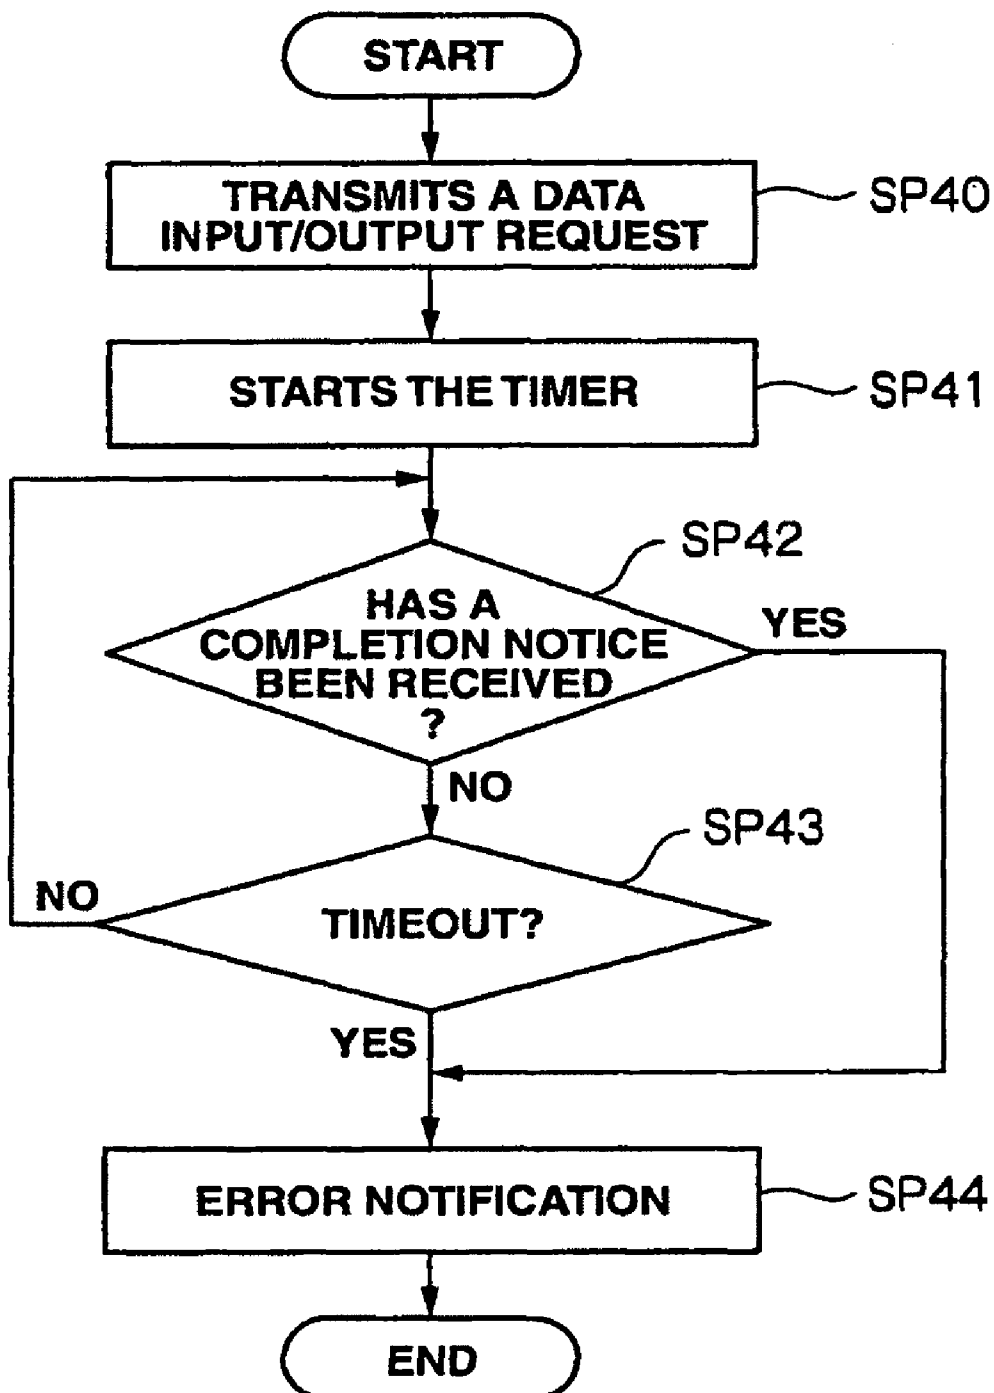 START
TRANSMITS A DATA
INPUT/OUTPUT REQUEST
SP40
STARTS THE TIMER
SP41
SP42
HAS A
COMPLETION NOTICE
BEEN RECEIVED
?
YES
NO
SP43
NO
TIMEOUT?
YES
ERROR NOTIFICATION
SP44
END